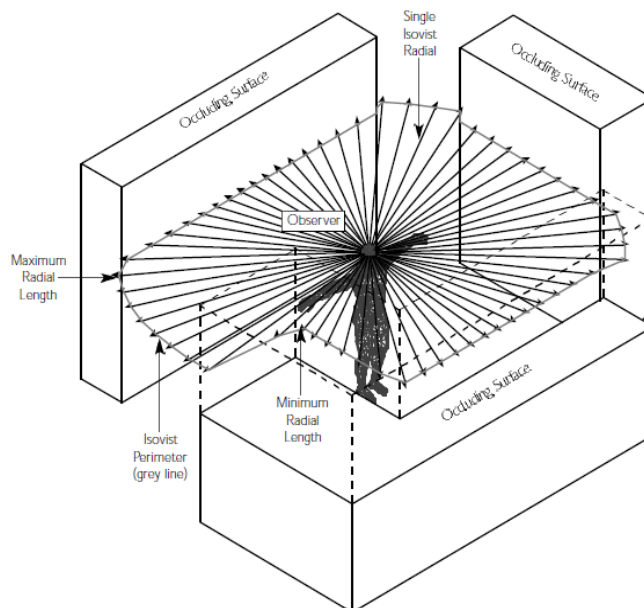 Single
Isovist
Radial
Occluding Surface
Occluding Surface
Observer
Maximum
Radial
Length
Minimum
Radial
Length
Isovist
Perimeter
(grey line)
Occluding Surface